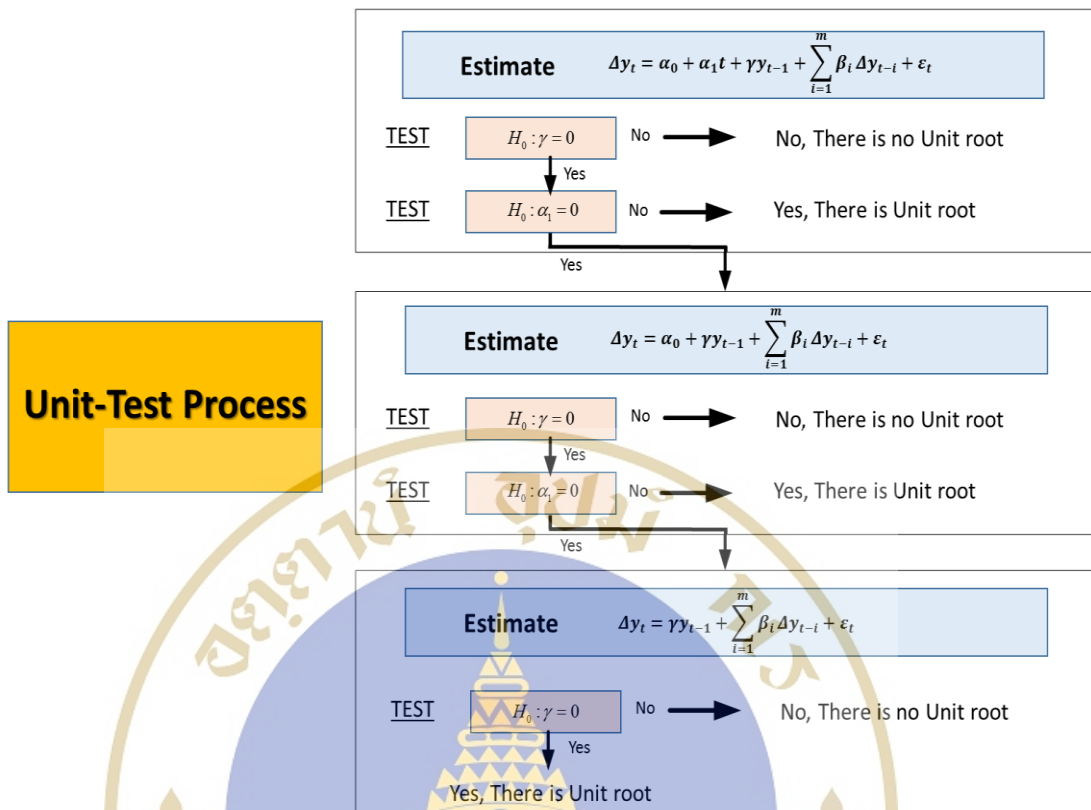 Estimate Δy_t = α_0 + α_1 t + γy_{t-1} + \sum_{i=1}^{m} β_i Δy_{t-i} + ε_t
TEST H_0 : γ = 0 No No, There is no Unit root
Yes
TEST H_0 : α_1 = 0 No Yes, There is Unit root
Yes
Unit-Test Process
Estimate Δy_t = α_0 + γy_{t-1} + \sum_{i=1}^{m} β_i Δy_{t-i} + ε_t
TEST H_0 : γ = 0 No No, There is no Unit root
Yes
TEST H_0 : α_1 = 0 No Yes, There is Unit root
Yes
Estimate Δy_t = γy_{t-1} + \sum_{i=1}^{m} β_i Δy_{t-i} + ε_t
TEST H_0 : γ = 0 No No, There is no Unit root
Yes
Yes, There is Unit root